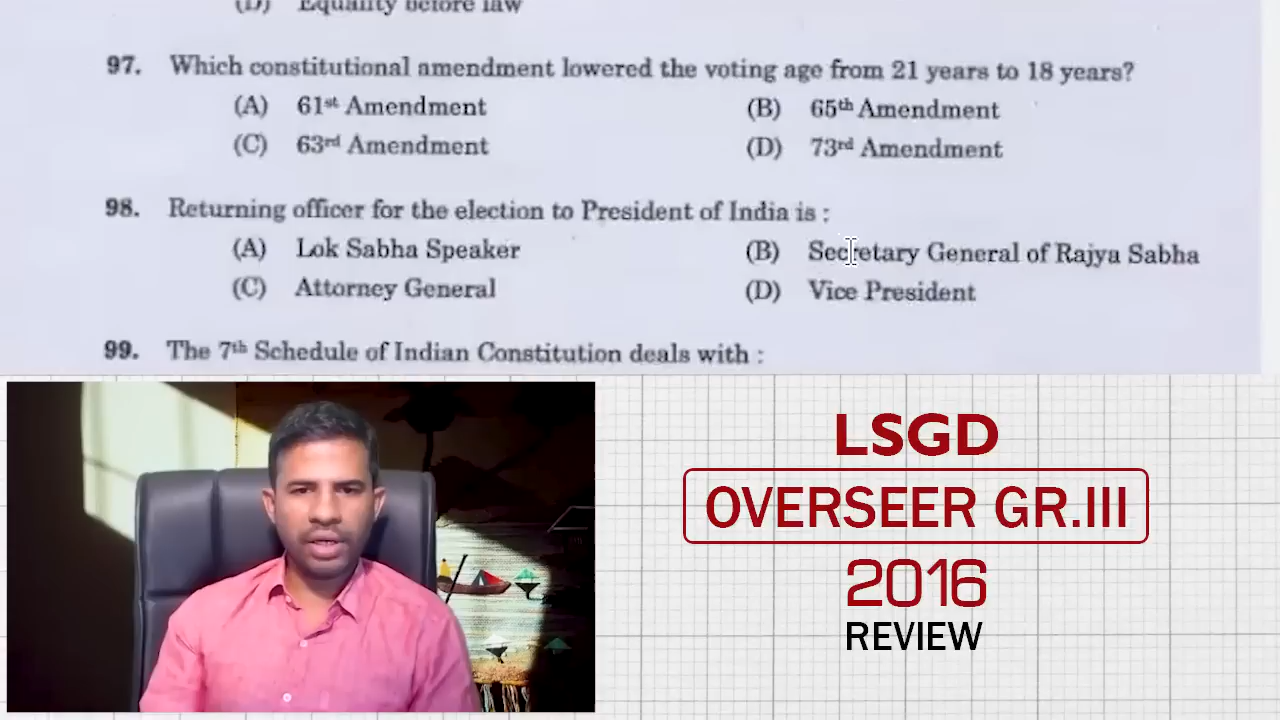 (D) Equality before law
97. Which constitutional amendment lowered the voting age from 21 years to 18 years?
(A) 61st Amendment (B) 65th Amendment
(C) 63rd Amendment (D) 73rd Amendment
98. Returning officer for the election to President of India is :
(A) Lok Sabha Speaker (B) Secretary General of Rajya Sabha
(C) Attorney General (D) Vice President
99. The 7th Schedule of Indian Constitution deals with :
LSGD
OVERSEER GR.III
2016
REVIEW